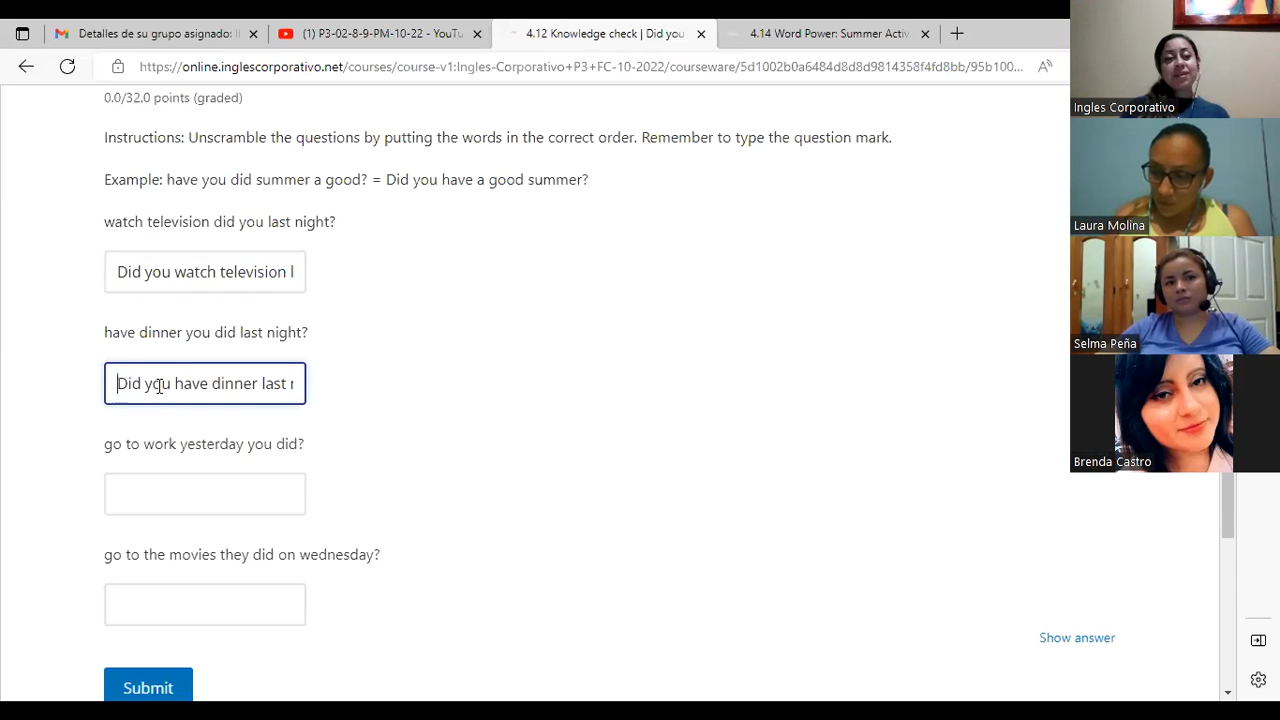 Detalles de su grupo asignado: I
(1) P3-02-8-9-PM-10-22 - YouTu
4.12 Knowledge check | Did you
4.14 Word Power: Summer Activ
https://online.inglescorporativo.net/courses/course-v1:Ingles-Corporativo+P3+FC-10-2022/courseware/5d1002b0a6484d8d8d9814358f4fd8bb/95b100...
0.0/32.0 points (graded)
Instructions: Unscramble the questions by putting the words in the correct order. Remember to type the question mark.
Example: have you did summer a good? = Did you have a good summer?
watch television did you last night?
Did you watch television l
have dinner you did last night?
Did you have dinner last
go to work yesterday you did?
go to the movies they did on wednesday?
Show answer
Submit
Ingles Corporativo
Laura Molina
Selma Peña
Brenda Castro